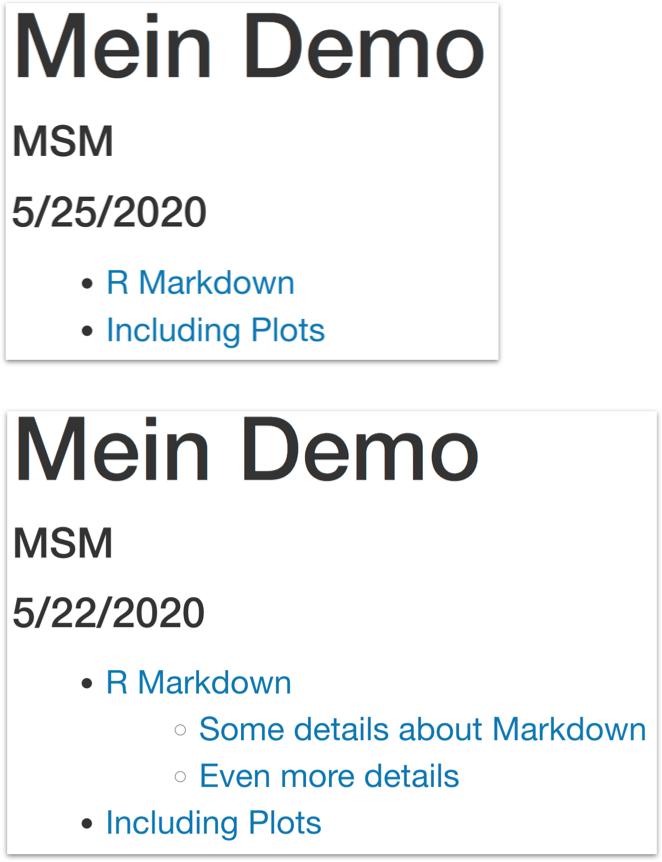 Mein Demo
MSM
5/25/2020
• R Markdown
• Including Plots
Mein Demo
MSM
5/22/2020
• R Markdown
○ Some details about Markdown
○ Even more details
• Including Plots